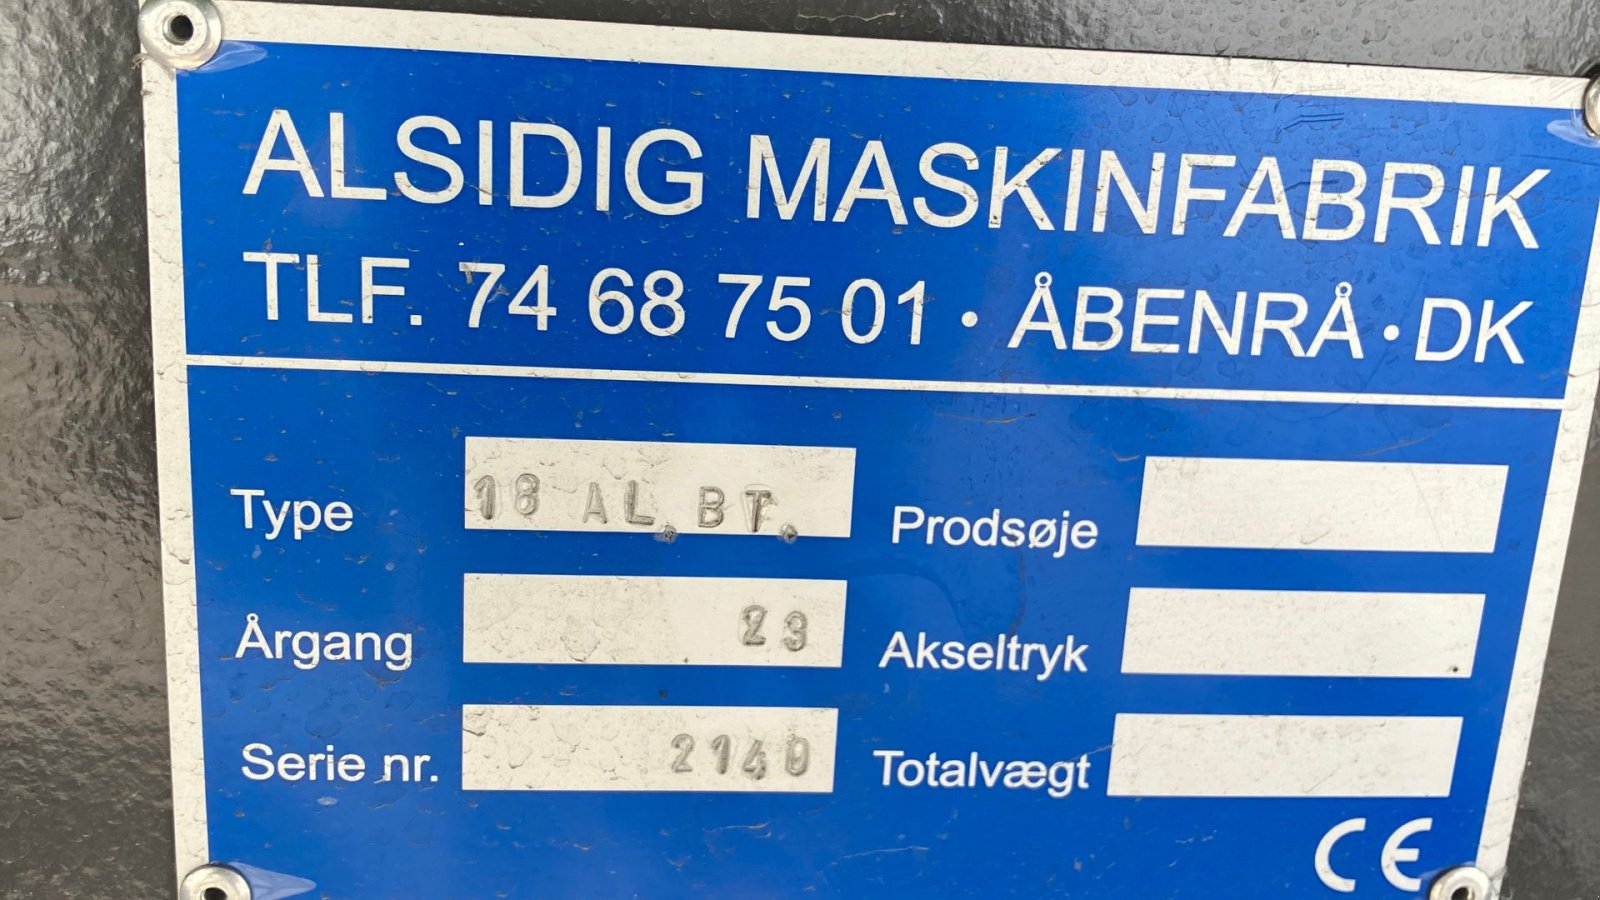 ALSIDIG MASKINFABRIK
TLF. 74 68 75 01 · ÅBENRÅ · DK
Type 18 AL.BT. Prodsøje
Årgang 23 Akseltryk
Serie nr. 2140 Totalvægt
CE